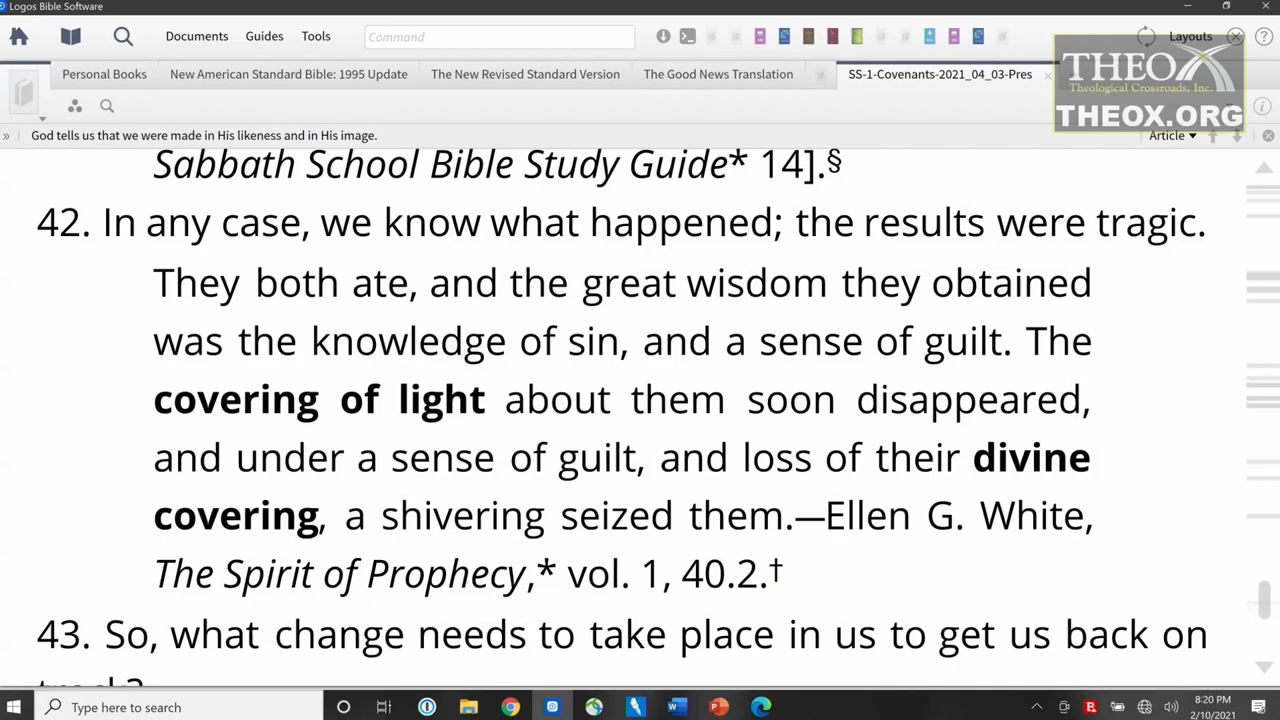 Logos Bible Software
Documents Guides Tools Command Layouts
Personal Books New American Standard Bible: 1995 Update The New Revised Standard Version The Good News Translation SS-1-Covenants-2021_04_03-Pres
THEOX
Theological Crossroads, Inc.
THEOX.ORG
» God tells us that we were made in His likeness and in His image. Article
Sabbath School Bible Study Guide* 14].§
42. In any case, we know what happened; the results were tragic.
They both ate, and the great wisdom they obtained
was the knowledge of sin, and a sense of guilt. The
covering of light about them soon disappeared,
and under a sense of guilt, and loss of their divine
covering, a shivering seized them.—Ellen G. White,
The Spirit of Prophecy,* vol. 1, 40.2.†
43. So, what change needs to take place in us to get us back on
Type here to search
8:20 PM
2/10/2021